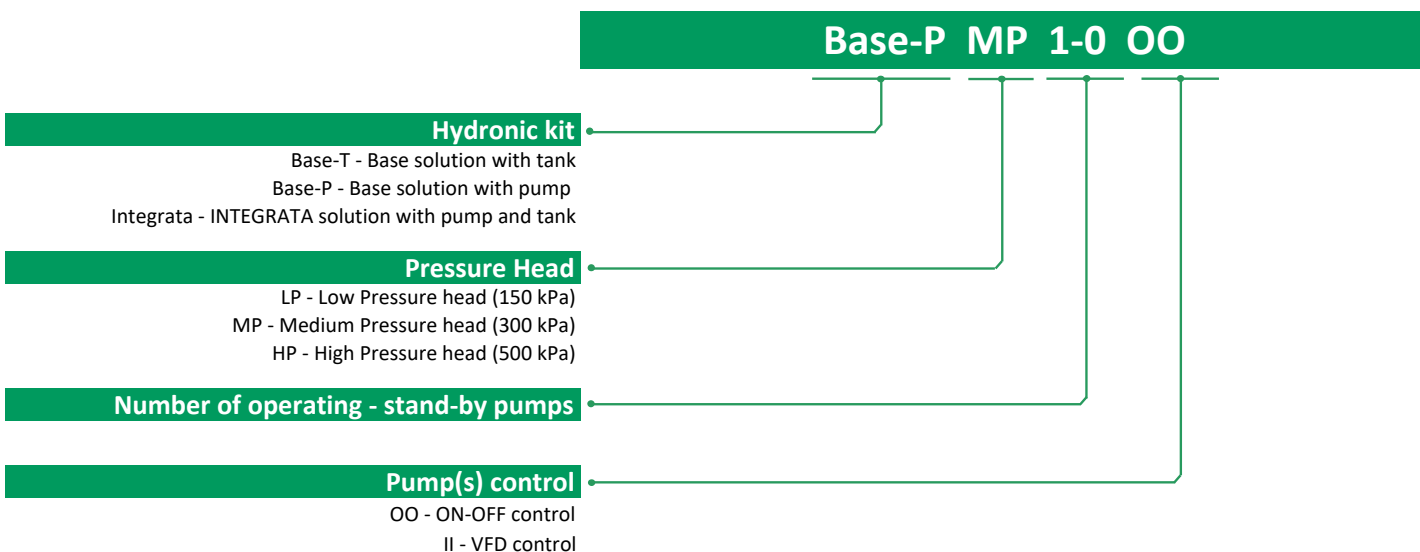 Base-P MP 1-0 OO
Hydronic kit
Base-T - Base solution with tank
Base-P - Base solution with pump
Integrata - INTEGRATA solution with pump and tank
Pressure Head
LP - Low Pressure head (150 kPa)
MP - Medium Pressure head (300 kPa)
HP - High Pressure head (500 kPa)
Number of operating - stand-by pumps
Pump(s) control
OO - ON-OFF control
II - VFD control